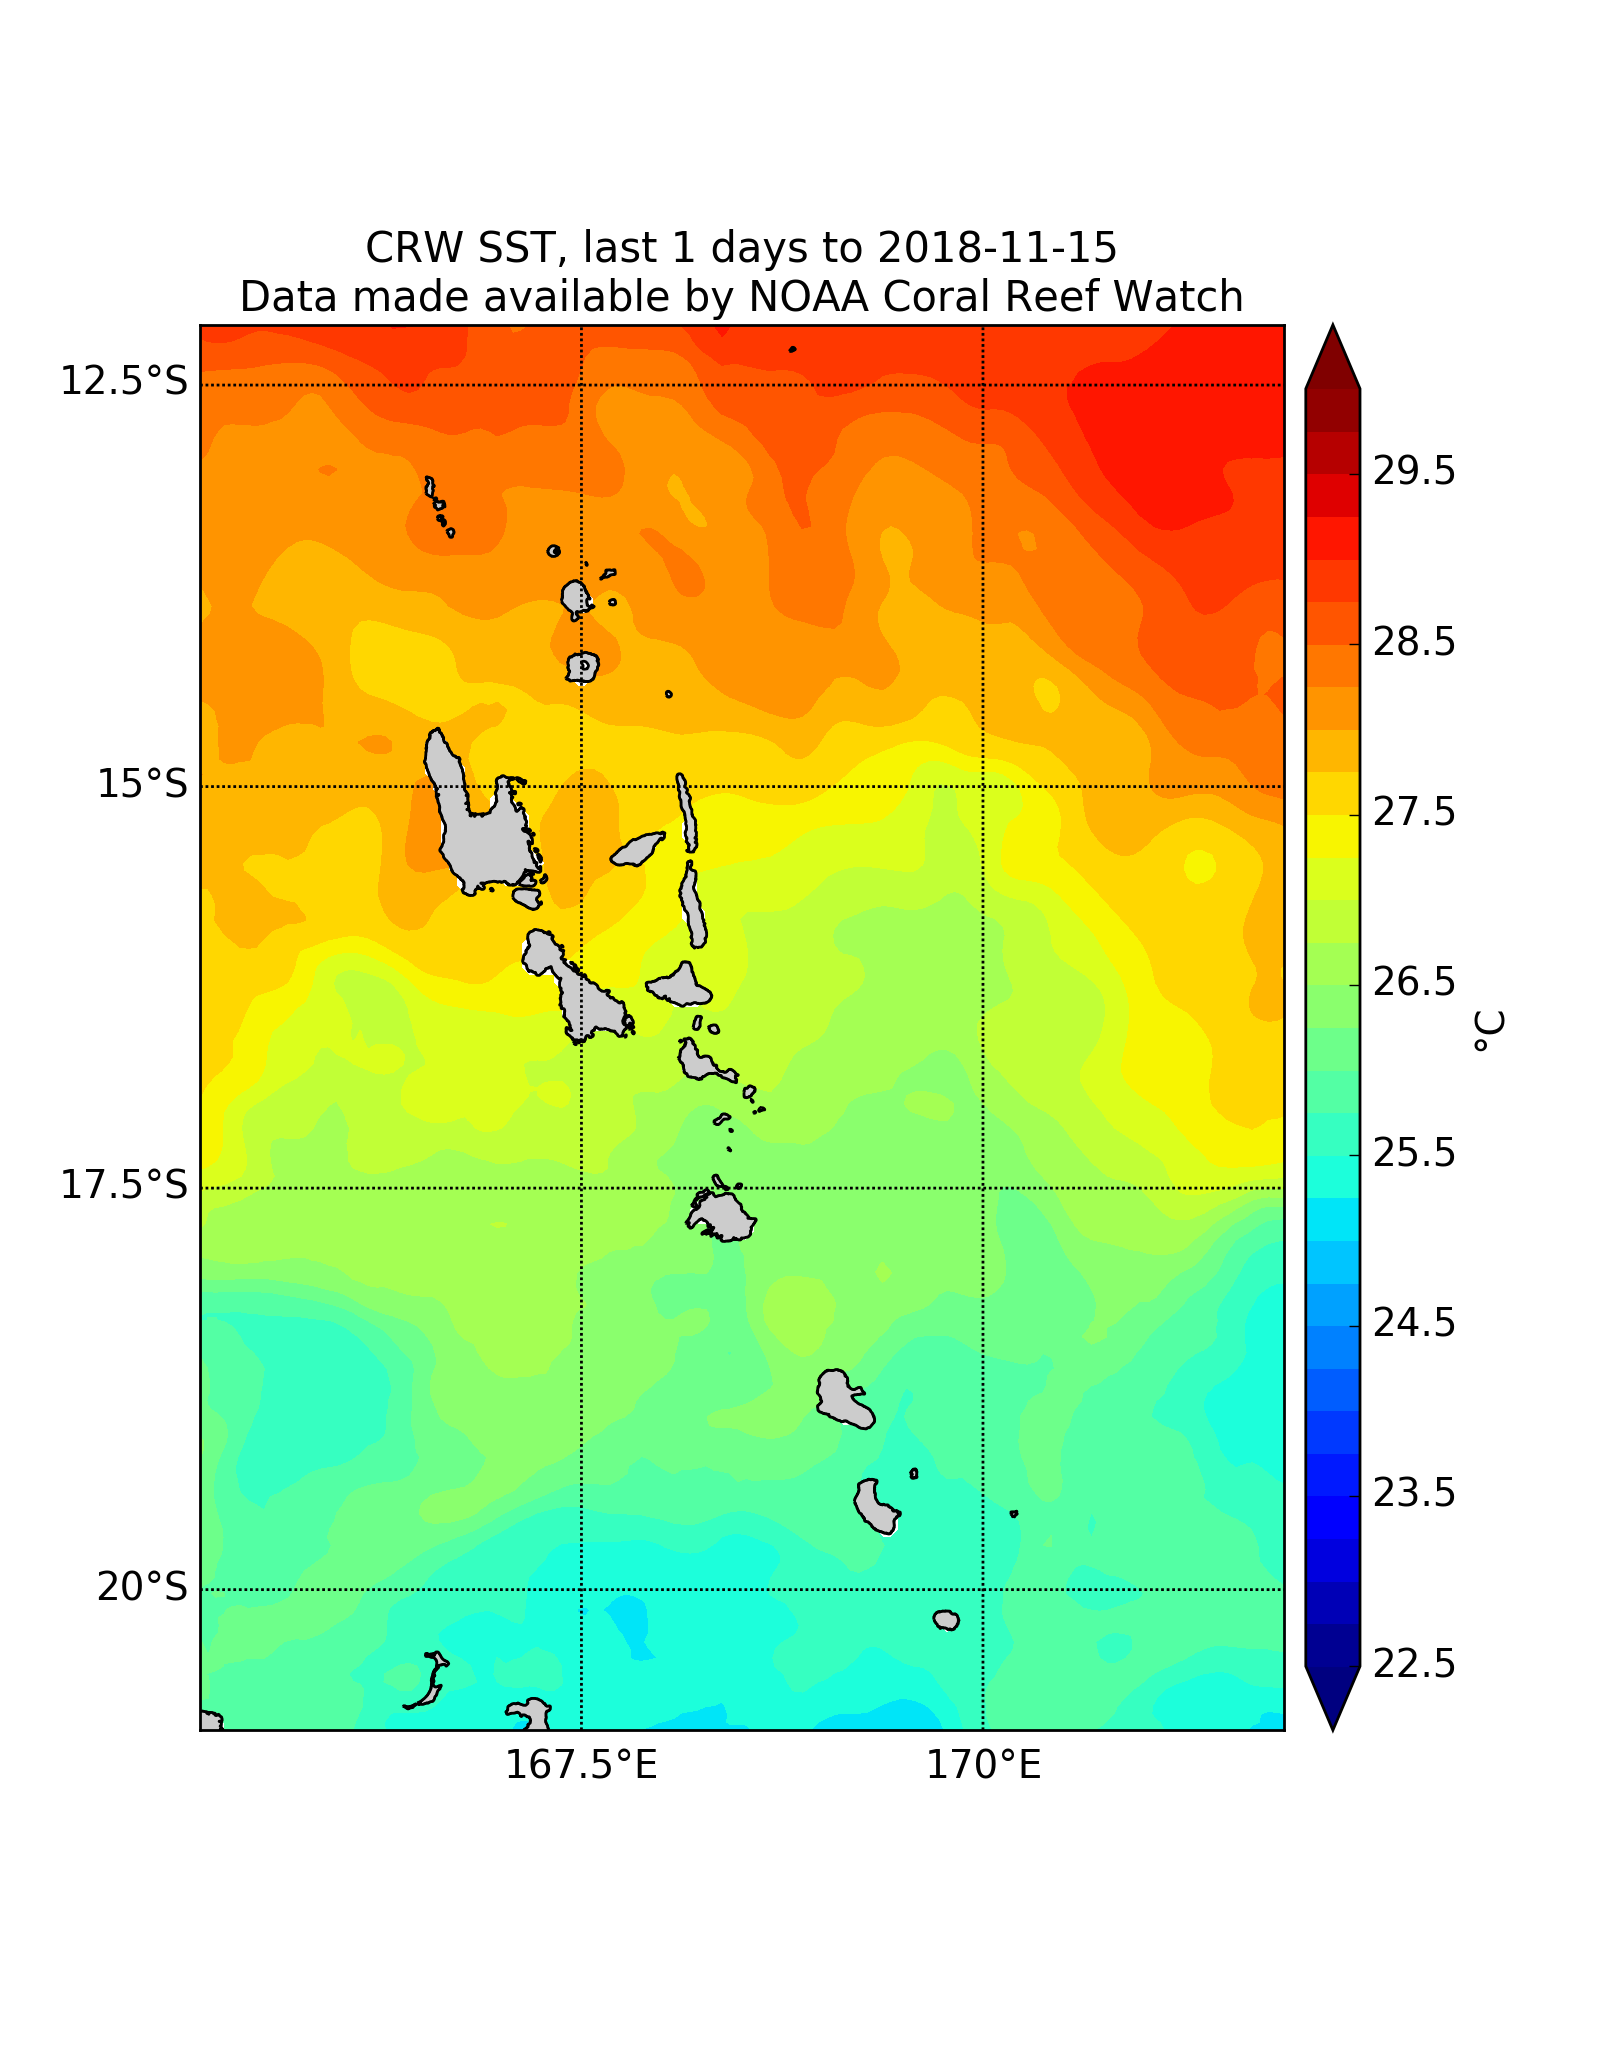 CRW SST, last 1 days to 2018-11-15
Data made available by NOAA Coral Reef Watch
12.5°S
15°S
17.5°S
20°S
167.5°E
170°E
29.5
28.5
27.5
26.5
25.5
24.5
23.5
22.5
°C